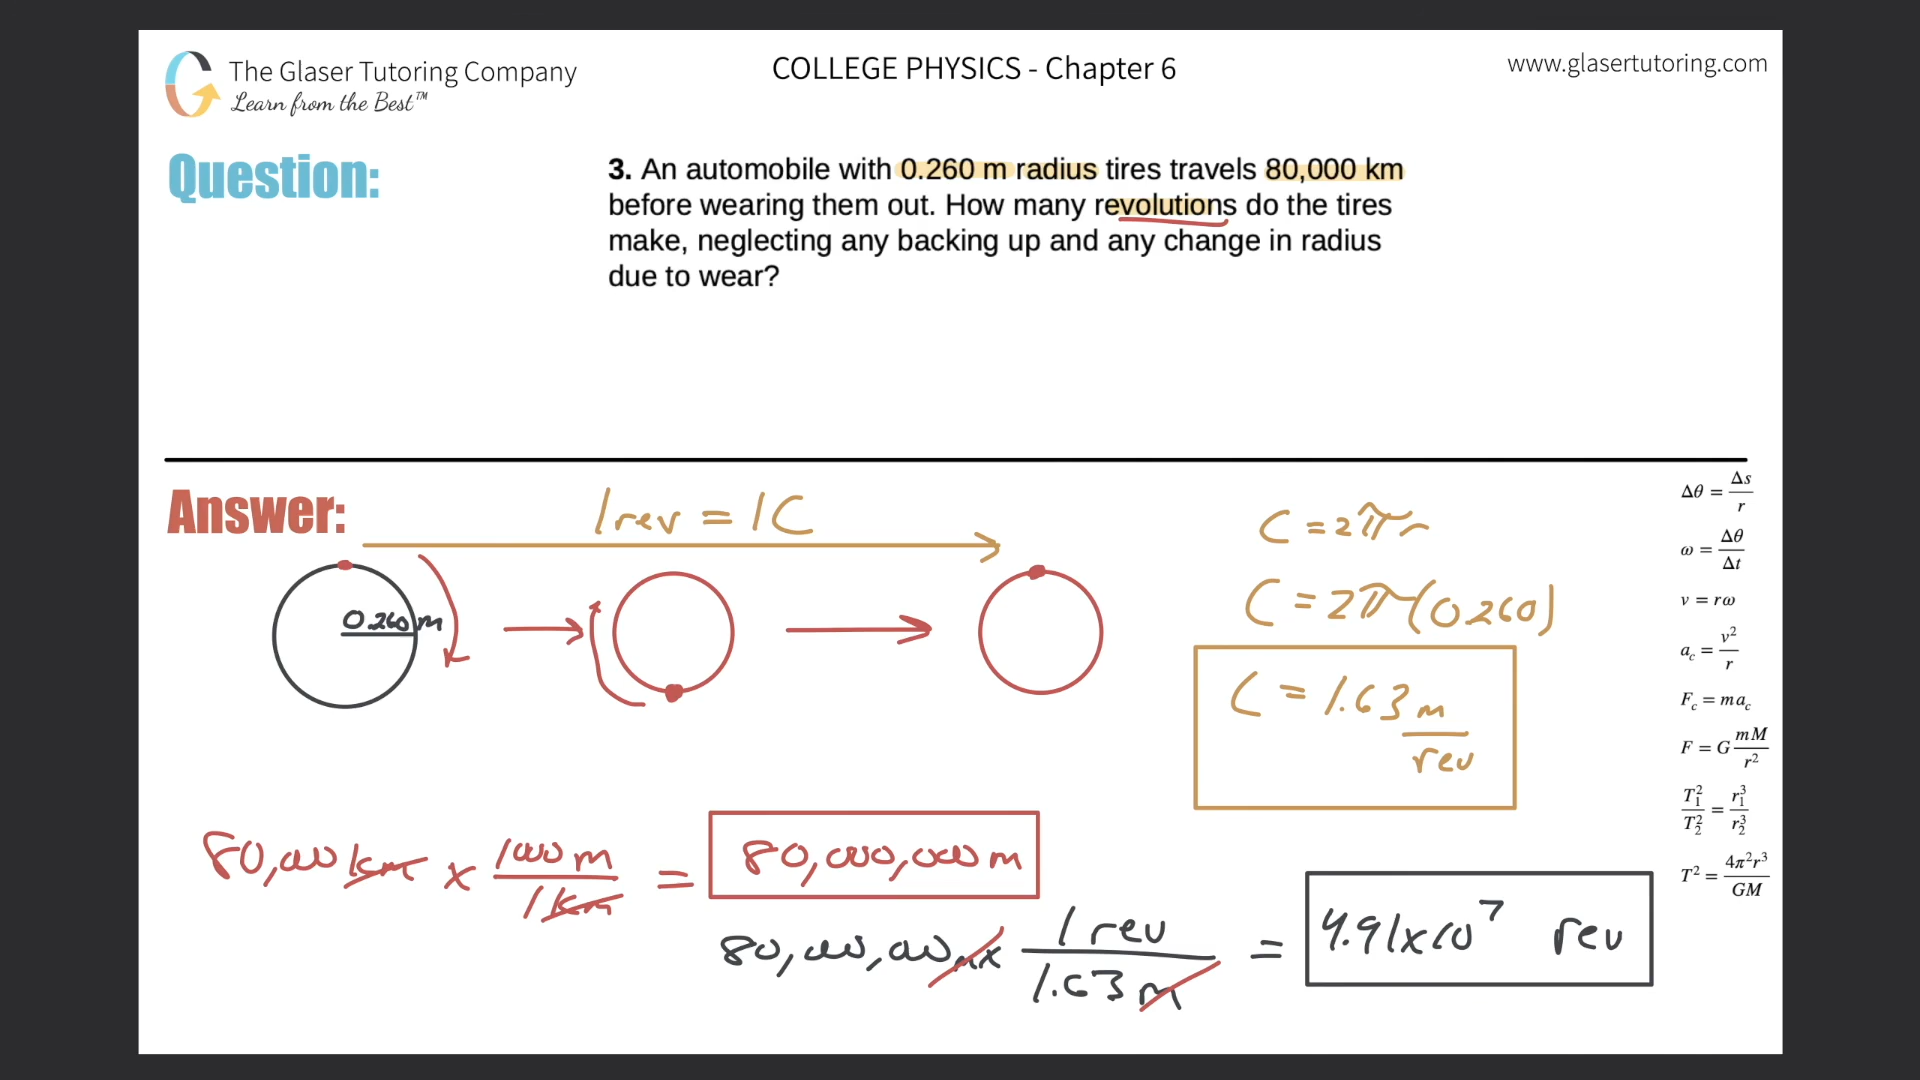 The Glaser Tutoring Company
Learn from the Best™
COLLEGE PHYSICS - Chapter 6
www.glasertutoring.com
Question:
3. An automobile with 0.260 m radius tires travels 80,000 km
before wearing them out. How many revolutions do the tires
make, neglecting any backing up and any change in radius
due to wear?
Answer:
1 rev = 1 C
0.260 m
C = 2πr
C = 2π(0.260)
C = 1.63 m/rev
80,000 km x 1000 m/1 km = 80,000,000 m
80,000,000 m x 1 rev/1.63 m = 4.91x10⁷ rev
Δθ = Δs/r
ω = Δθ/Δt
v = rω
a_c = v²/r
F_c = ma_c
F = G mM/r²
T₁²/T₂² = r₁³/r₂³
T² = 4π²r³/GM